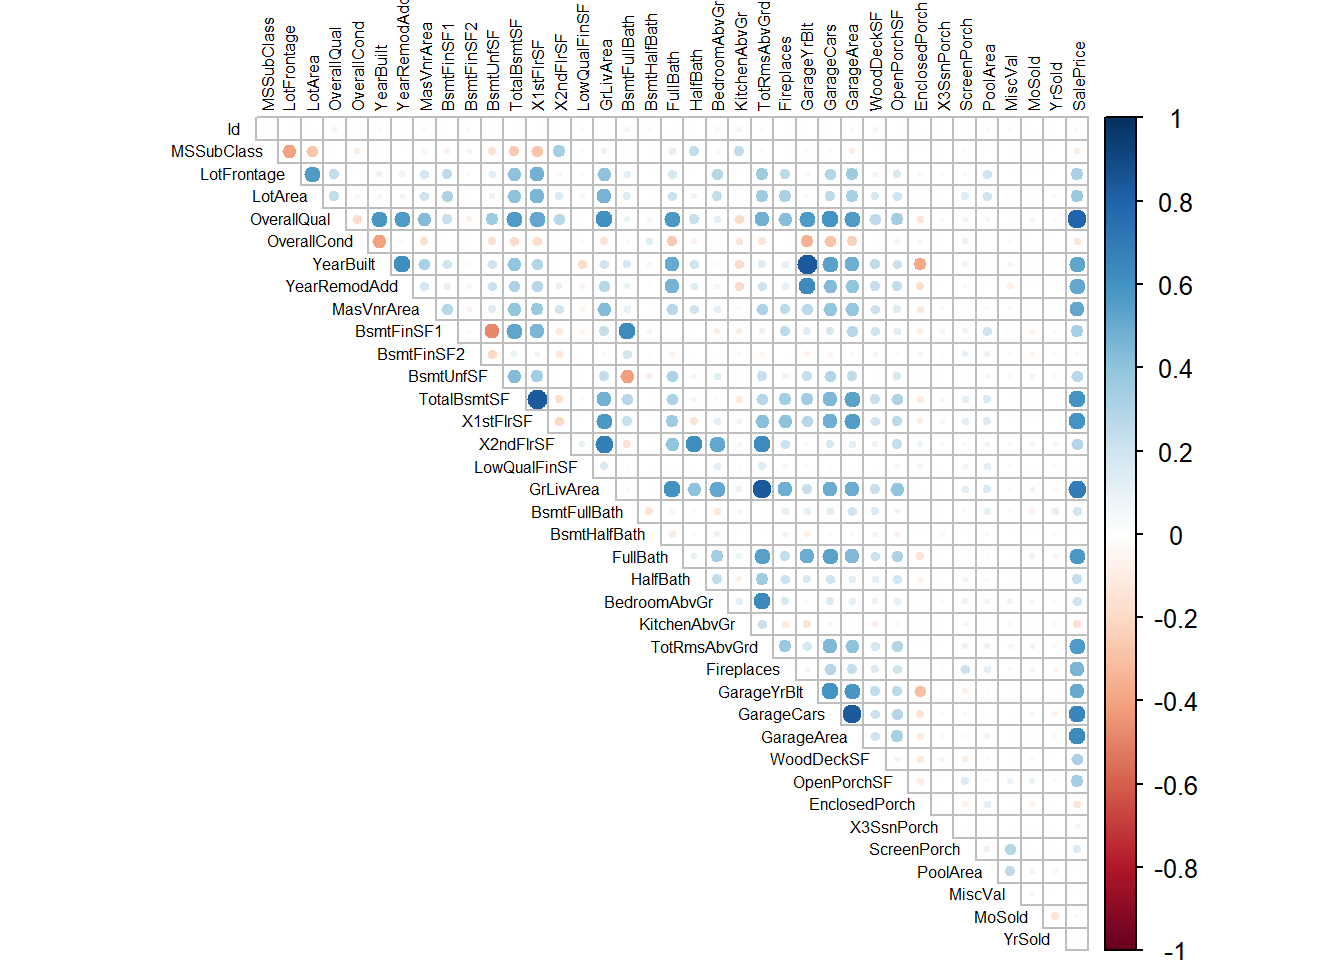 MSSubClass
LotFrontage
LotArea
OverallQual
OverallCond
YearBuilt
YearRemodAdd
MasVnrArea
BsmtFinSF1
BsmtFinSF2
BsmtUnfSF
TotalBsmtSF
X1stFlrSF
X2ndFlrSF
LowQualFinSF
GrLivArea
BsmtFullBath
BsmtHalfBath
FullBath
HalfBath
BedroomAbvGr
KitchenAbvGr
TotRmsAbvGrd
Fireplaces
GarageYrBlt
GarageCars
GarageArea
WoodDeckSF
OpenPorchSF
EnclosedPorch
X3SsnPorch
ScreenPorch
PoolArea
MiscVal
MoSold
YrSold
SalePrice
Id
MSSubClass
LotFrontage
LotArea
OverallQual
OverallCond
YearBuilt
YearRemodAdd
MasVnrArea
BsmtFinSF1
BsmtFinSF2
BsmtUnfSF
TotalBsmtSF
X1stFlrSF
X2ndFlrSF
LowQualFinSF
GrLivArea
BsmtFullBath
BsmtHalfBath
FullBath
HalfBath
BedroomAbvGr
KitchenAbvGr
TotRmsAbvGrd
Fireplaces
GarageYrBlt
GarageCars
GarageArea
WoodDeckSF
OpenPorchSF
EnclosedPorch
X3SsnPorch
ScreenPorch
PoolArea
MiscVal
MoSold
YrSold
1
0.8
0.6
0.4
0.2
0
-0.2
-0.4
-0.6
-0.8
-1